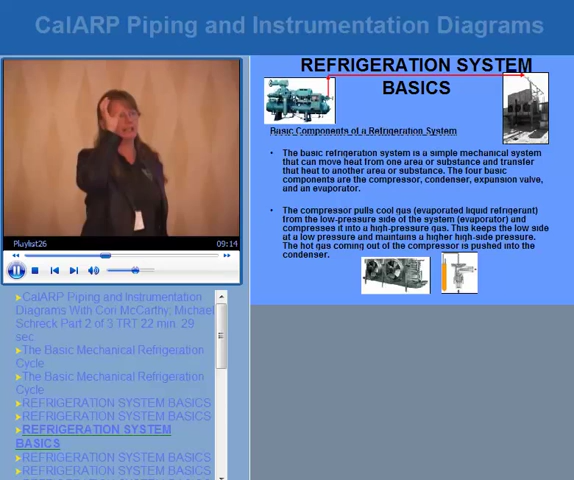 CalARP Piping and Instrumentation Diagrams
REFRIGERATION SYSTEM
BASICS
Basic Components of a Refrigeration System
• The basic refrigeration system is a simple mechanical system
that can move heat from one area or substance and transfer
that heat to another area or substance. The four basic
components are the compressor, condenser, expansion valve,
and an evaporator.
• The compressor pulls cool gas (evaporated liquid refrigerant)
from the low-pressure side of the system (evaporator) and
compresses it into a high-pressure gas. This keeps the low side
at a low pressure and maintains a higher high-side pressure.
The hot gas coming out of the compressor is pushed into the
condenser.
Playlist26 09:14
CalARP Piping and Instrumentation
Diagrams With Cori McCarthy; Michael
Schreck Part 2 of 3 TRT 22 min. 29
sec
The Basic Mechanical Refrigeration
Cycle
The Basic Mechanical Refrigeration
Cycle
REFRIGERATION SYSTEM BASICS
REFRIGERATION SYSTEM BASICS
REFRIGERATION SYSTEM
BASICS
REFRIGERATION SYSTEM BASICS
REFRIGERATION SYSTEM BASICS